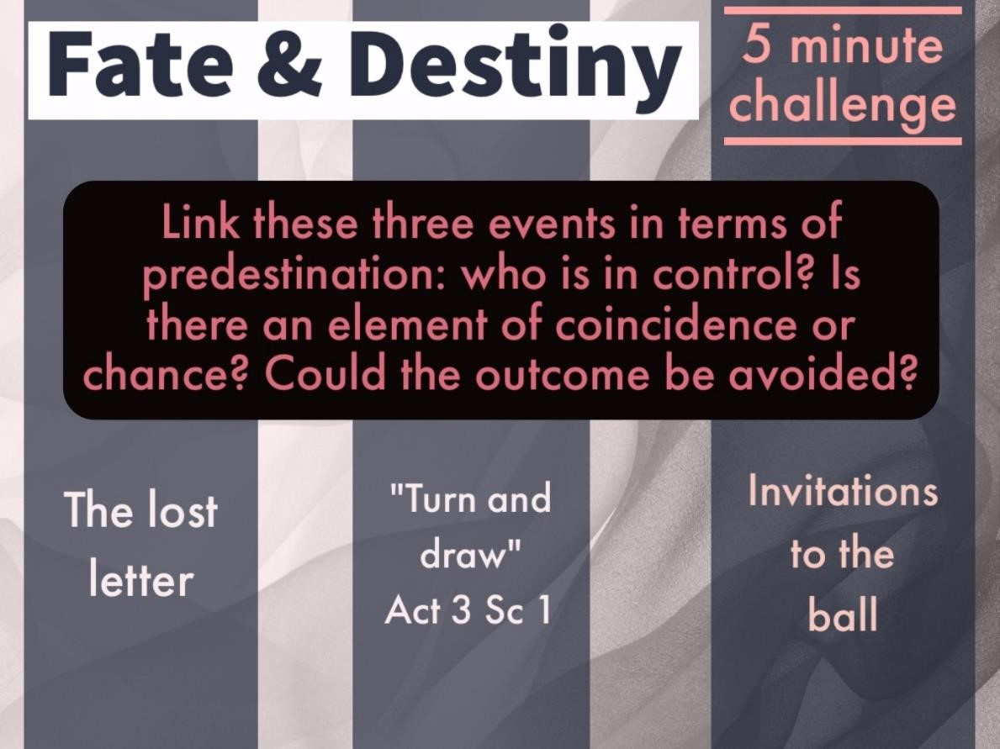 Fate & Destiny
5 minute
challenge
Link these three events in terms of
predestination: who is in control? Is
there an element of coincidence or
chance? Could the outcome be avoided?
The lost
letter
"Turn and
draw"
Act 3 Sc 1
Invitations
to the
ball